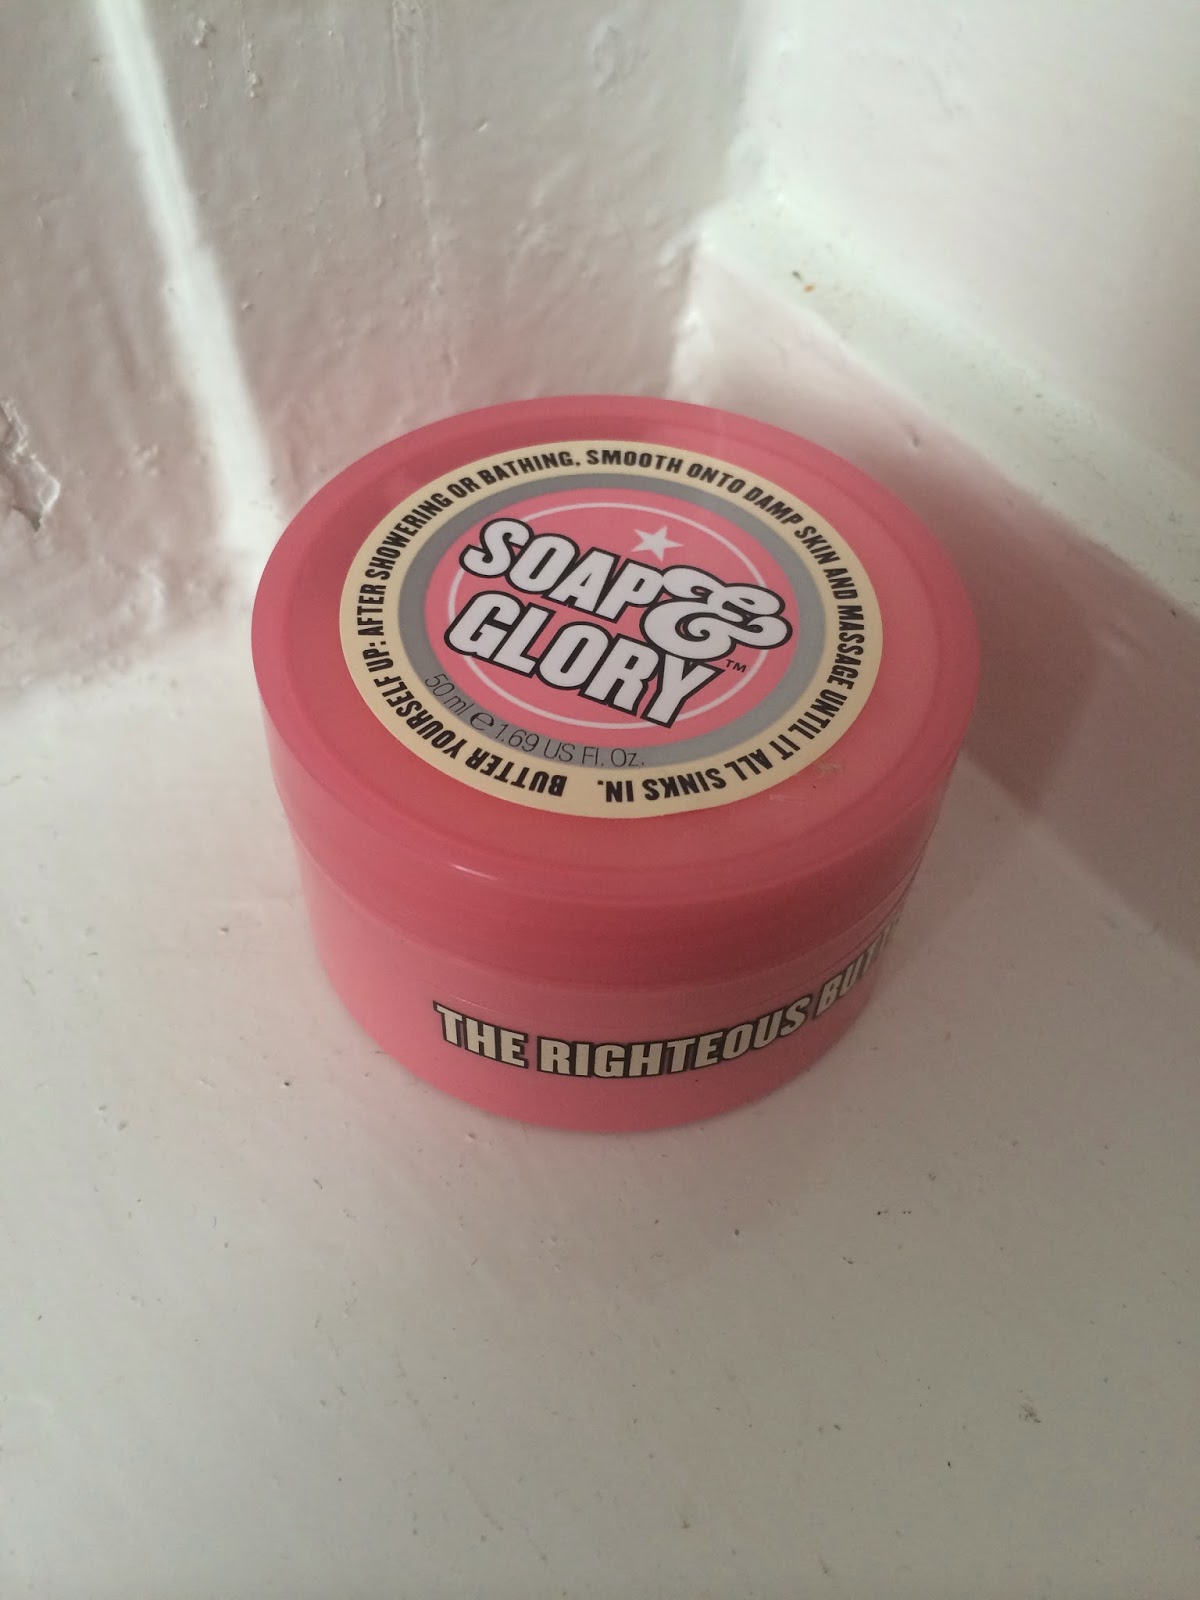 SOAP &
GLORY™
50 ml ℮ 1.69 US Fl. Oz.
BUTTER YOURSELF UP: AFTER SHOWERING OR BATHING, SMOOTH ONTO DAMP SKIN AND MASSAGE UNTIL IT ALL SINKS IN.
THE RIGHTEOUS